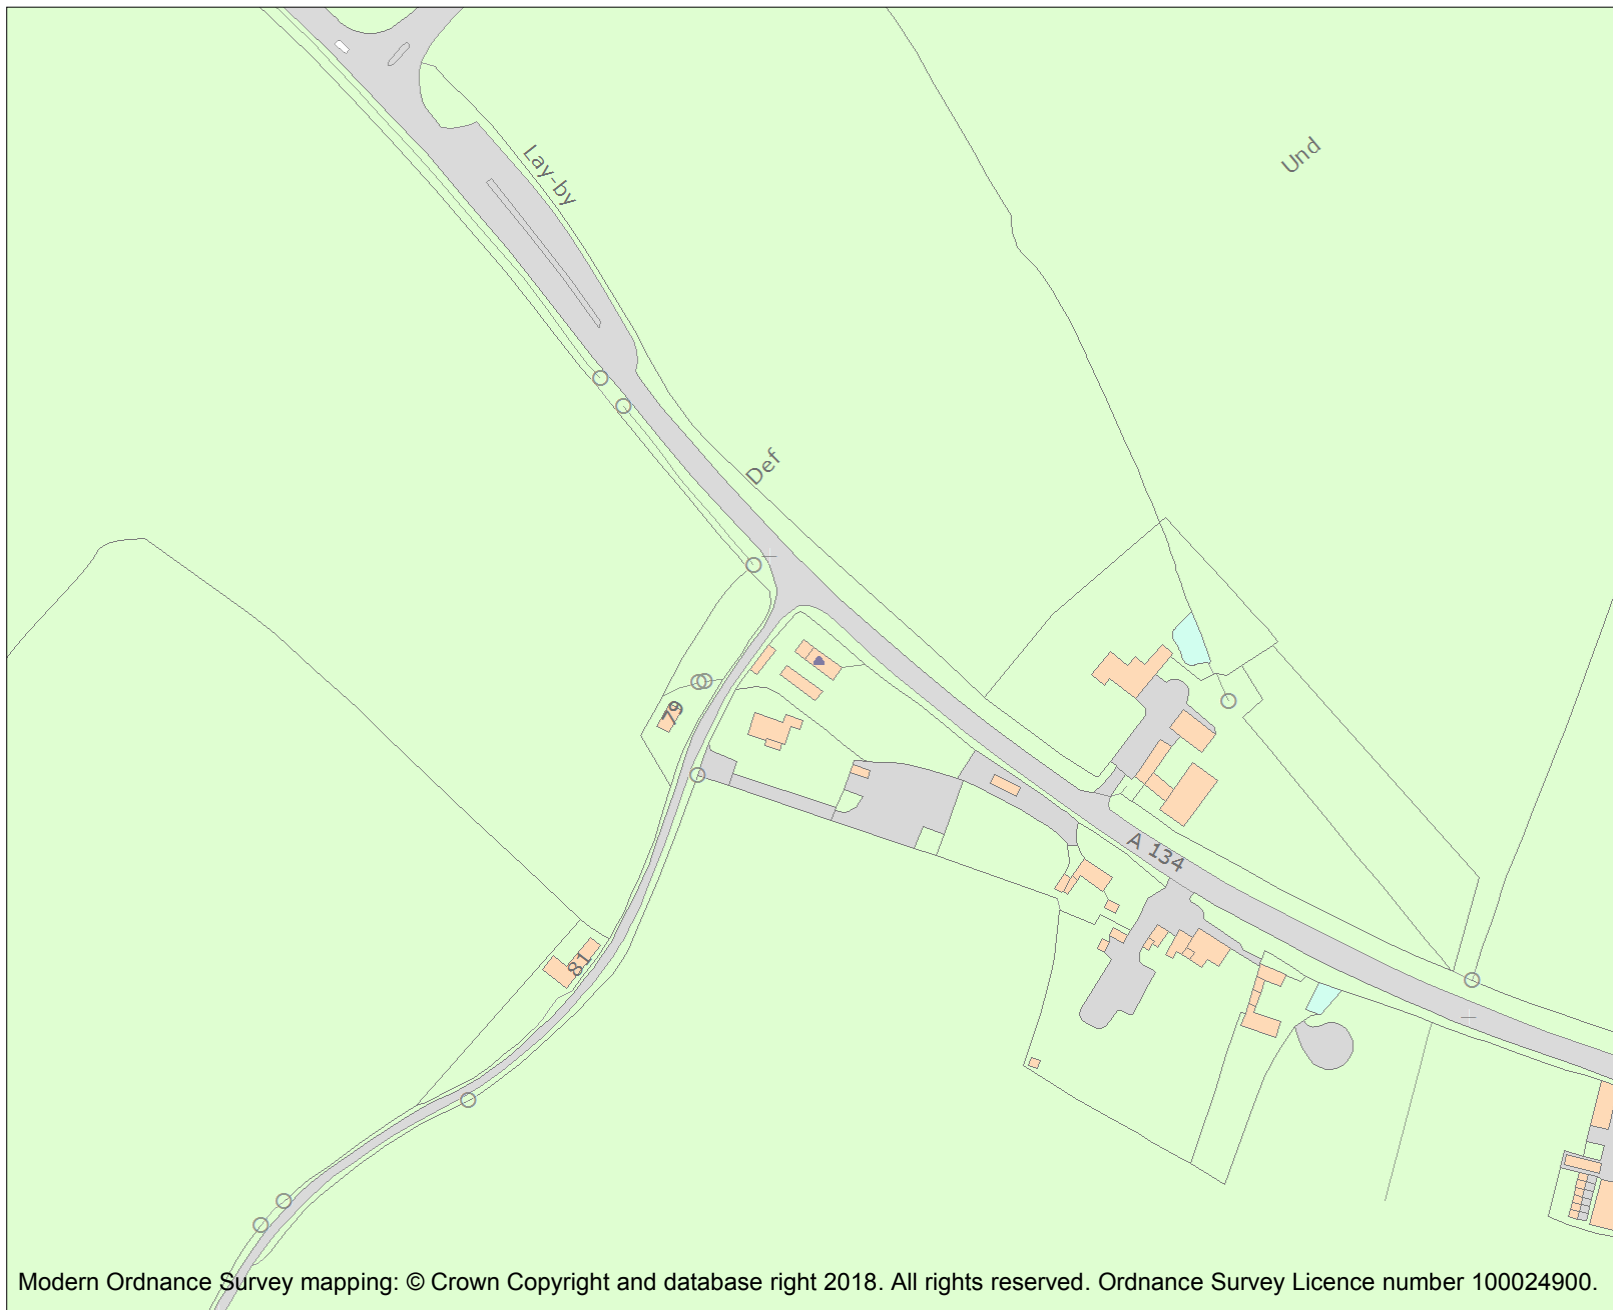 Lay-by
Und
Def
79
A 134
81
Modern Ordnance Survey mapping: © Crown Copyright and database right 2018. All rights reserved. Ordnance Survey Licence number 100024900.